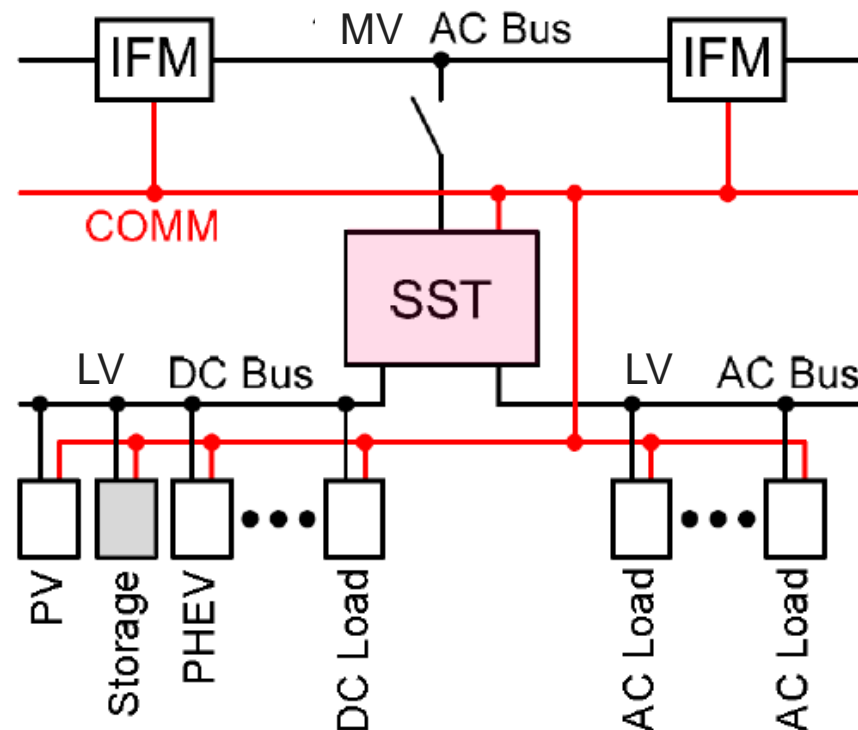 IFM
MV AC Bus
IFM
COMM
SST
LV DC Bus
LV AC Bus
PV
Storage
PHEV
DC Load
AC Load
AC Load